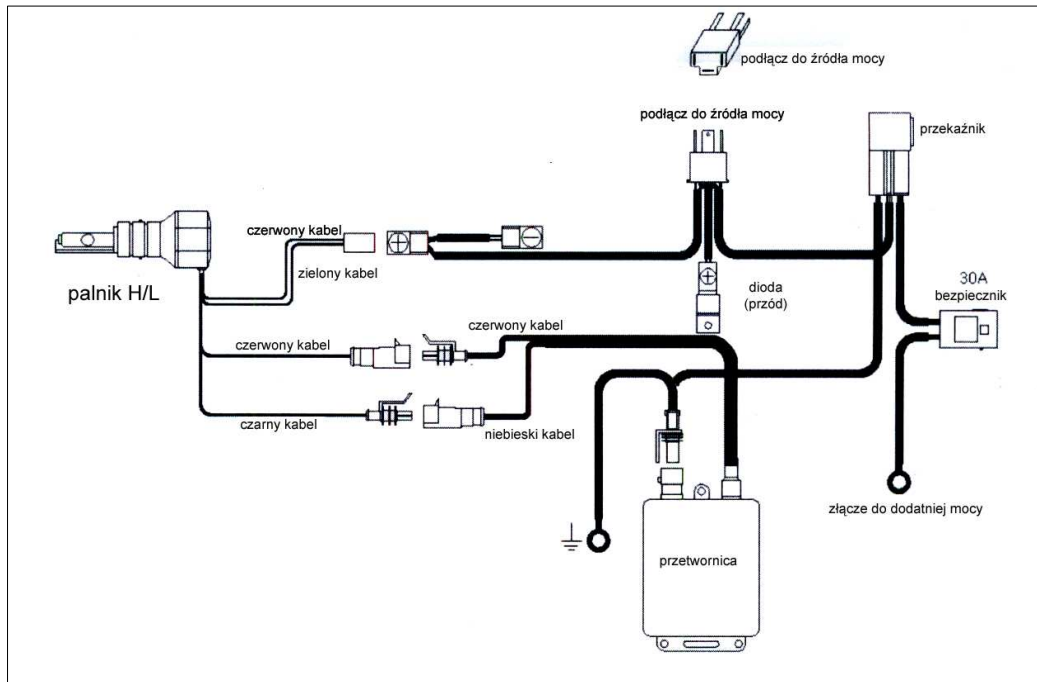 podłącz do źródła mocy
podłącz do źródła mocy
przekaźnik
czerwony kabel
zielony kabel
palnik H/L
dioda
(przód)
30A
bezpiecznik
czerwony kabel
czerwony kabel
czarny kabel
niebieski kabel
złącze do dodatniej mocy
przetwornica